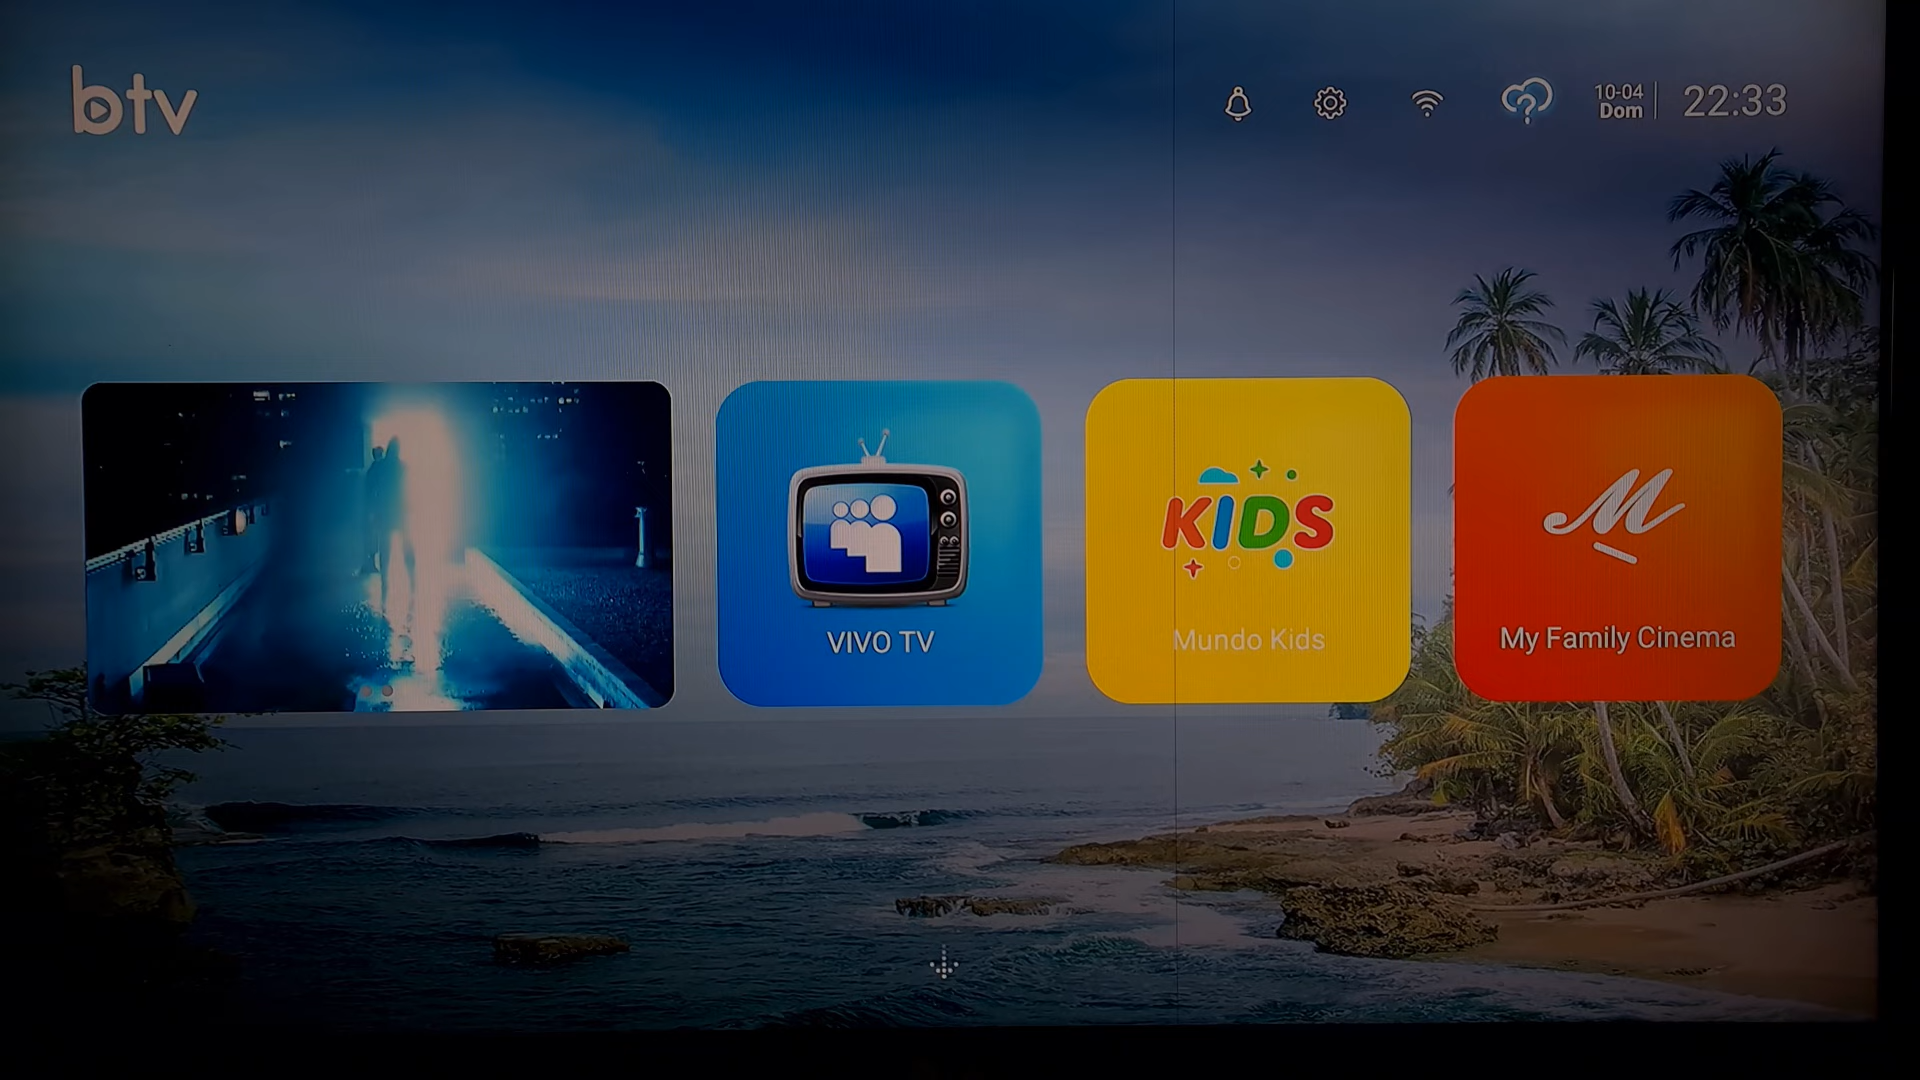 btv
10-04
Dom
22:33
KIDS
VIVO TV
Mundo Kids
M
My Family Cinema